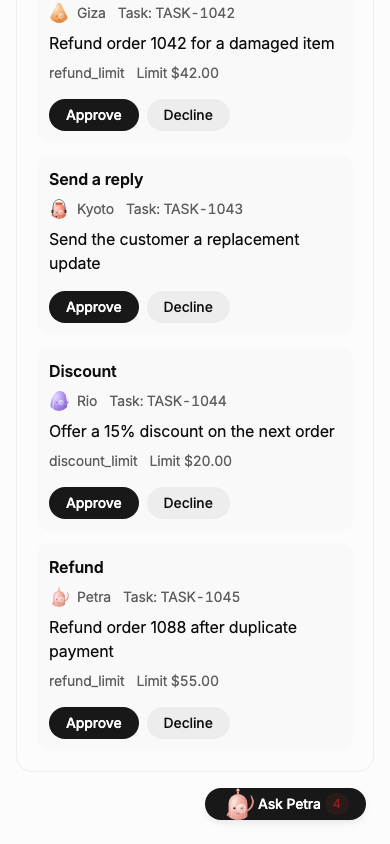 Giza Task: TASK-1042
Refund order 1042 for a damaged item
refund_limit Limit $42.00
Approve Decline
Send a reply
Kyoto Task: TASK-1043
Send the customer a replacement
update
Approve Decline
Discount
Rio Task: TASK-1044
Offer a 15% discount on the next order
discount_limit Limit $20.00
Approve Decline
Refund
Petra Task: TASK-1045
Refund order 1088 after duplicate
payment
refund_limit Limit $55.00
Approve Decline
Ask Petra 4